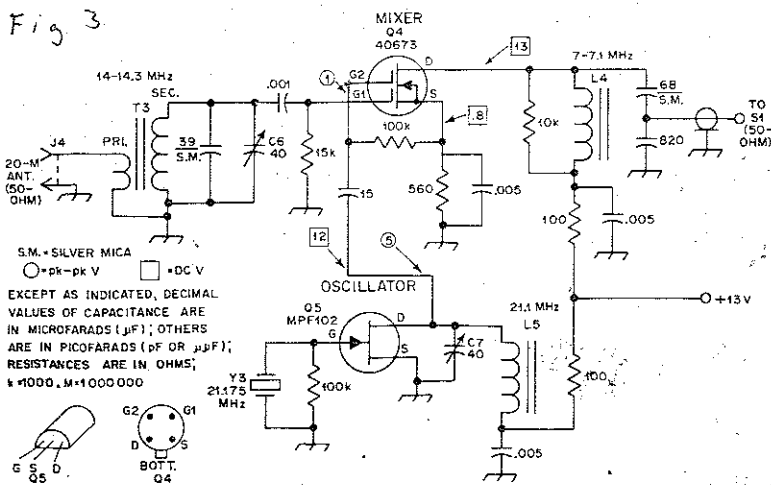 Fig 3
MIXER
Q4
40673
14-14.3 MHz
T3
SEC.
PRI.
J4
20-M
ANT.
(50-
OHM)
39
S.M.
C6
40
.001
15k
1
G2
G1
D
S
13
.8
100k
560
.005
15
7-7.1 MHz
L4
10k
68
S.M.
820
TO
S1
(50-
OHM)
100
.005
+13V
S.M.=SILVER MICA
○=pk-pk V □=DC V
EXCEPT AS INDICATED, DECIMAL
VALUES OF CAPACITANCE ARE
IN MICROFARADS (μF); OTHERS
ARE IN PICOFARADS (pF OR μμF);
RESISTANCES ARE IN OHMS;
k=1000, M=1000000
12
5
OSCILLATOR
Q5
MPF102
G
D
S
Y3
21.175
MHz
100k
C7
40
21.1 MHz
L5
100
.005
G S D
Q5
G2 G1
D S
BOTT.
Q4